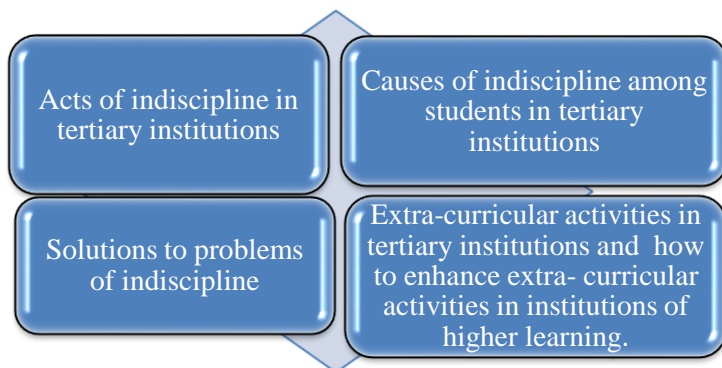 Acts of indiscipline in
tertiary institutions
Causes of indiscipline among
students in tertiary
institutions
Solutions to problems
of indiscipline
Extra-curricular activities in
tertiary institutions and how
to enhance extra- curricular
activities in institutions of
higher learning.